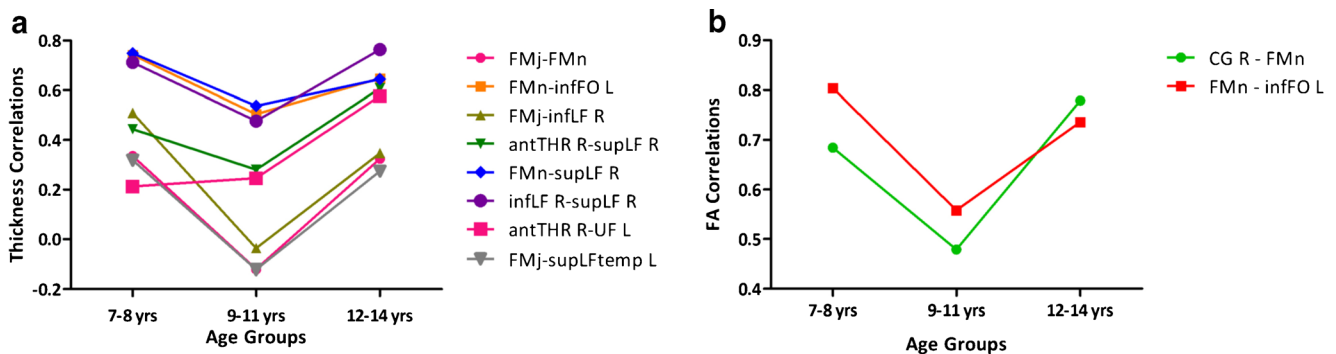 a
Thickness Correlations
0.8
0.6
0.4
0.2
0.0
-0.2
7-8 yrs
9-11 yrs
12-14 yrs
Age Groups
FMj-FMn
FMn-infFO L
FMj-infLF R
antTHR R-supLF R
FMn-supLF R
infLF R-supLF R
antTHR R-UF L
FMj-supLFtemp L
b
FA Correlations
0.9
0.8
0.7
0.6
0.5
0.4
7-8 yrs
9-11 yrs
12-14 yrs
Age Groups
CG R - FMn
FMn - infFO L